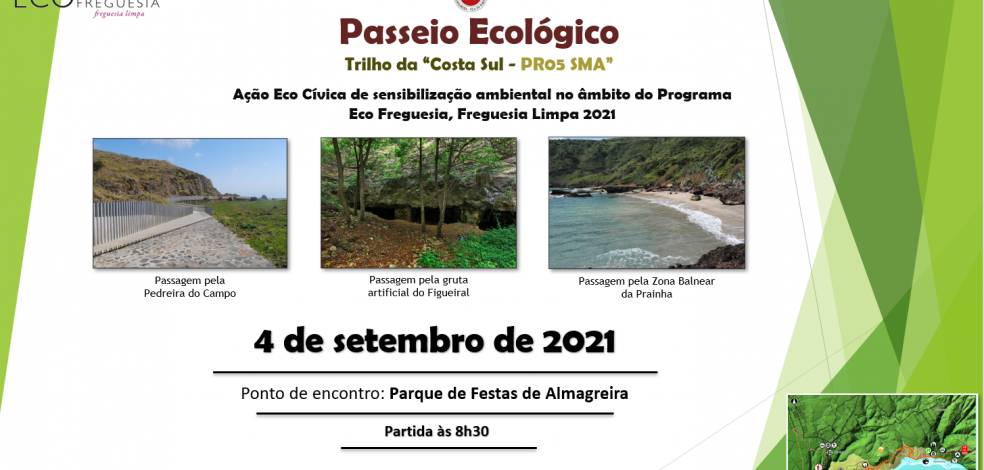 ECOFREGUESIA
freguesia limpa
Passeio Ecológico
Trilho da “Costa Sul - PR05 SMA”
Ação Eco Cívica de sensibilização ambiental no âmbito do Programa
Eco Freguesia, Freguesia Limpa 2021
Passagem pela
Pedreira do Campo
Passagem pela gruta
artificial do Figueiral
Passagem pela Zona Balnear
da Prainha
4 de setembro de 2021
Ponto de encontro: Parque de Festas de Almagreira
Partida às 8h30